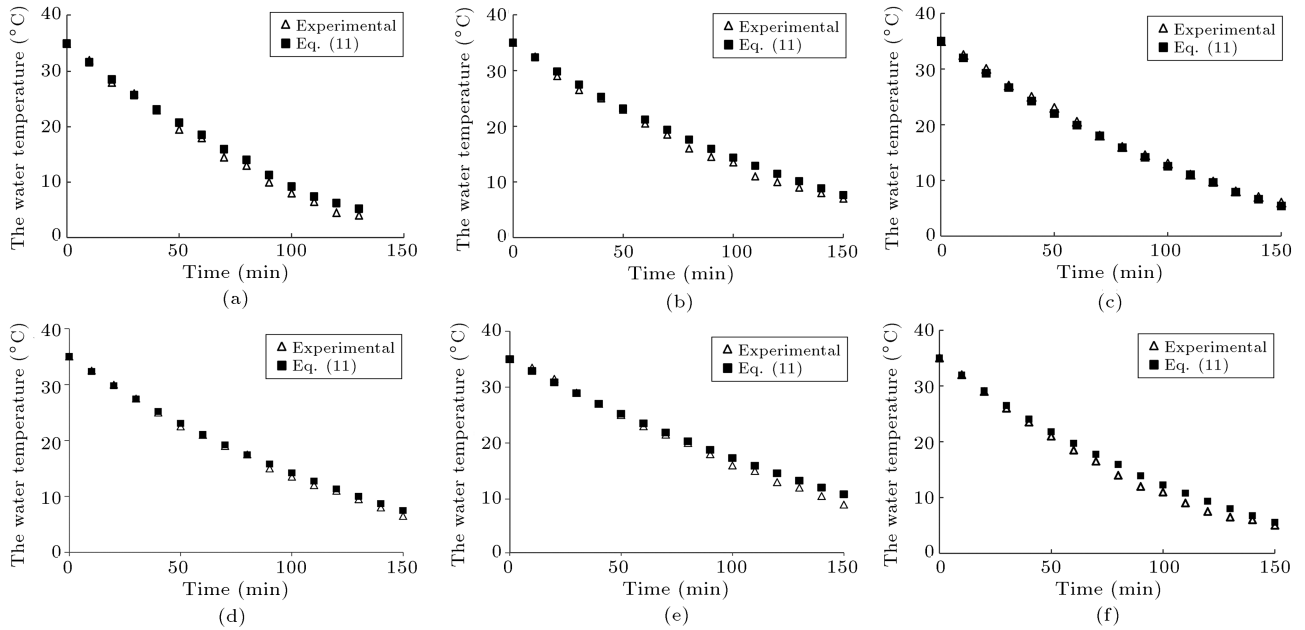 The water temperature (°C)
40
30
20
10
0
Experimental
Eq. (11)
0 50 100 150
Time (min)
(a)
The water temperature (°C)
40
30
20
10
0
Experimental
Eq. (11)
0 50 100 150
Time (min)
(b)
The water temperature (°C)
40
30
20
10
0
Experimental
Eq. (11)
0 50 100 150
Time (min)
(c)
The water temperature (°C)
40
30
20
10
0
Experimental
Eq. (11)
0 50 100 150
Time (min)
(d)
The water temperature (°C)
40
30
20
10
0
Experimental
Eq. (11)
0 50 100 150
Time (min)
(e)
The water temperature (°C)
40
30
20
10
0
Experimental
Eq. (11)
0 50 100 150
Time (min)
(f)